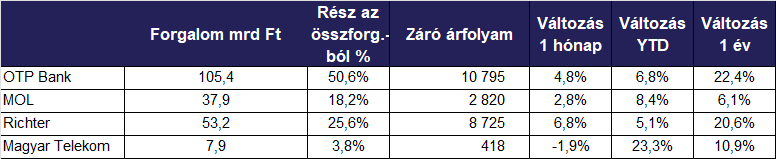 Forgalom mrd Ft Rész az összforg.-ból % Záró árfolyam Változás 1 hónap Változás YTD Változás 1 év
OTP Bank 105,4 50,6% 10 795 4,8% 6,8% 22,4%
MOL 37,9 18,2% 2 820 2,8% 8,4% 6,1%
Richter 53,2 25,6% 8 725 6,8% 5,1% 20,6%
Magyar Telekom 7,9 3,8% 418 -1,9% 23,3% 10,9%